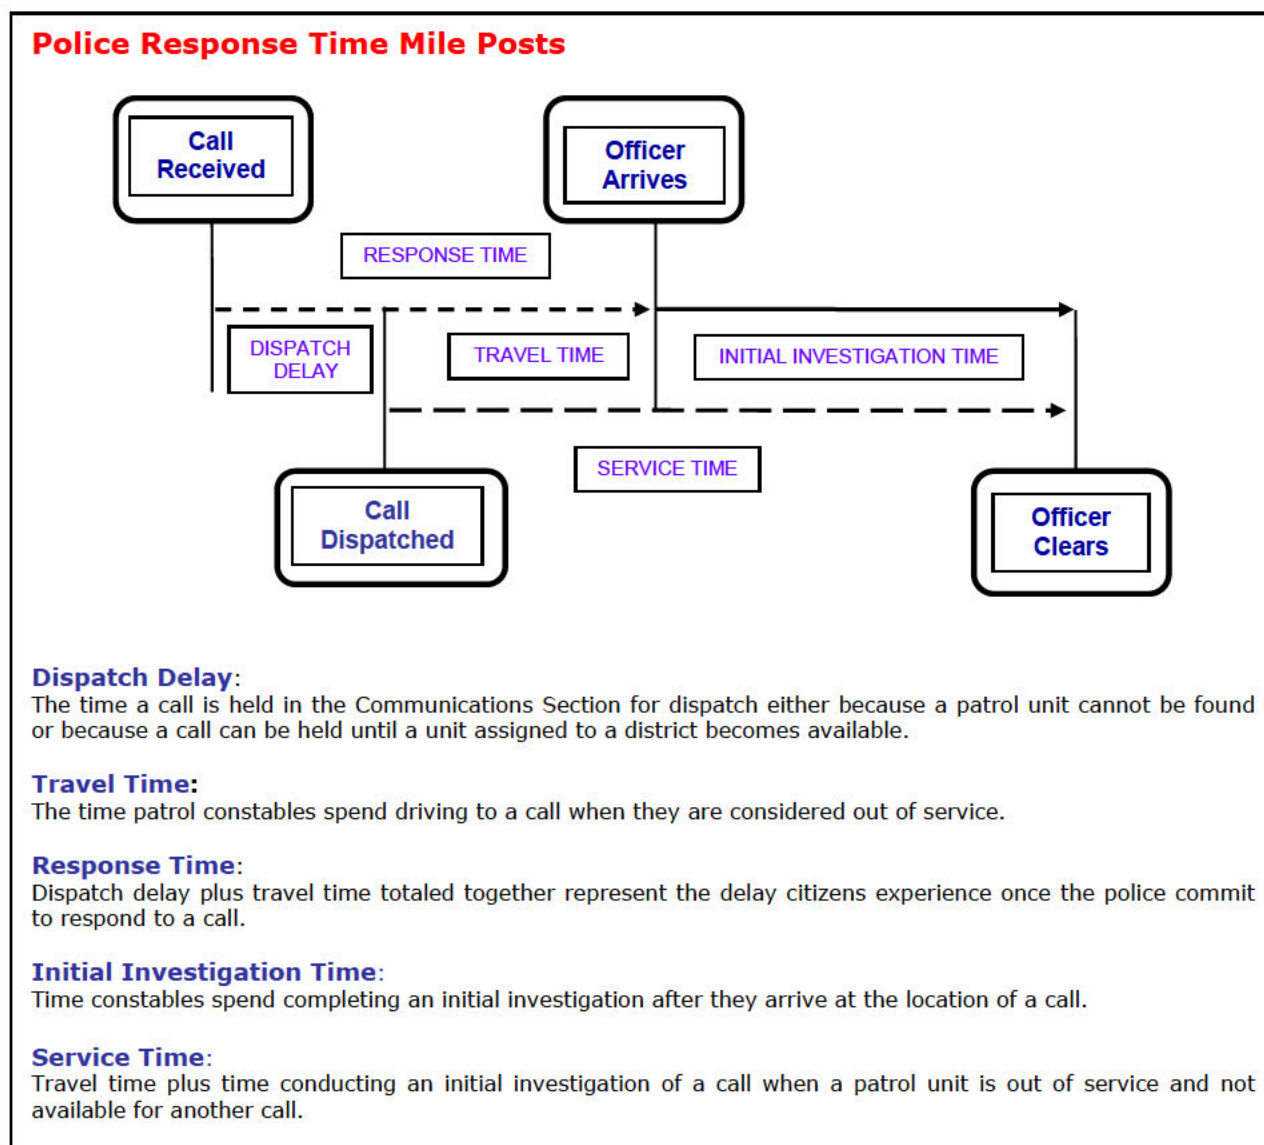 Police Response Time Mile Posts
Call
Received
Officer
Arrives
RESPONSE TIME
DISPATCH
DELAY
TRAVEL TIME
INITIAL INVESTIGATION TIME
SERVICE TIME
Call
Dispatched
Officer
Clears
Dispatch Delay:
The time a call is held in the Communications Section for dispatch either because a patrol unit cannot be found
or because a call can be held until a unit assigned to a district becomes available.
Travel Time:
The time patrol constables spend driving to a call when they are considered out of service.
Response Time:
Dispatch delay plus travel time totaled together represent the delay citizens experience once the police commit
to respond to a call.
Initial Investigation Time:
Time constables spend completing an initial investigation after they arrive at the location of a call.
Service Time:
Travel time plus time conducting an initial investigation of a call when a patrol unit is out of service and not
available for another call.